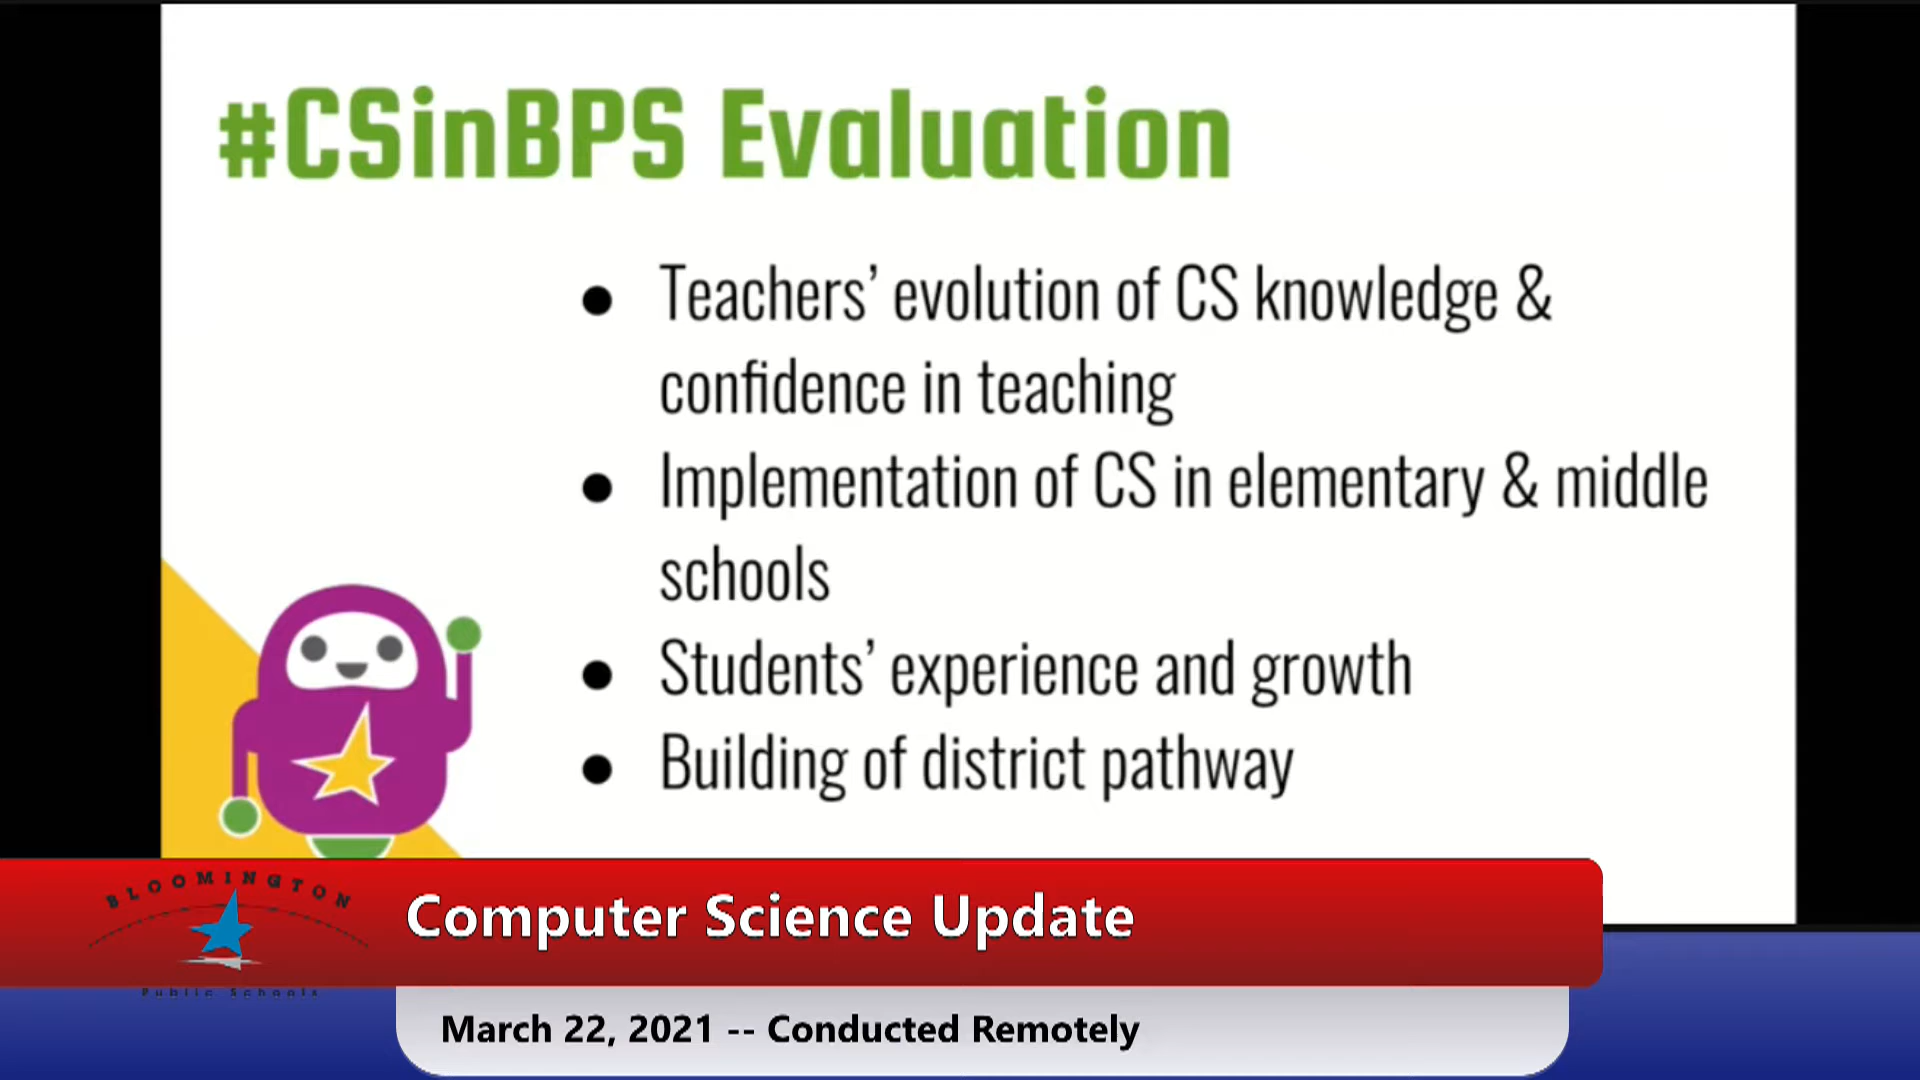 #CSinBPS Evaluation
● Teachers’ evolution of CS knowledge &
confidence in teaching
● Implementation of CS in elementary & middle
schools
● Students’ experience and growth
● Building of district pathway
BLOOMINGTON
Public Schools
Computer Science Update
March 22, 2021 -- Conducted Remotely